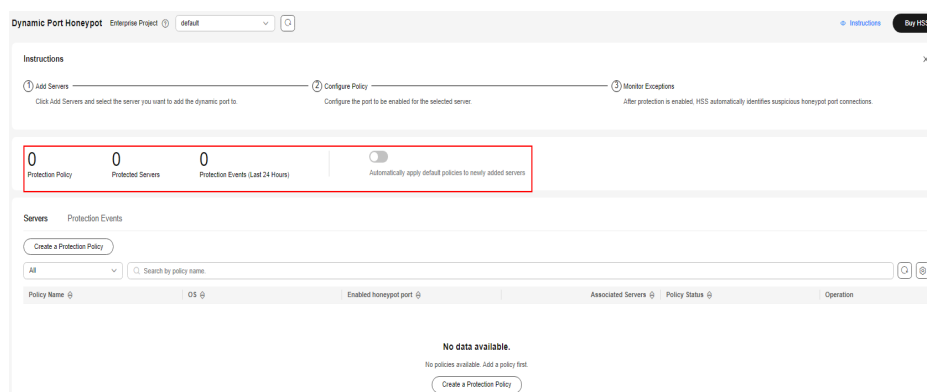 Dynamic Port Honeypot Enterprise Project default Instructions Buy HSS
Instructions
1 Add Servers 2 Configure Policy 3 Monitor Exceptions
Click Add Servers and select the server you want to add the dynamic port to. Configure the port to be enabled for the selected server. After protection is enabled, HSS automatically identifies suspicious honeypot port connections.
0 0 0
Protection Policy Protected Servers Protection Events (Last 24 Hours) Automatically apply default policies to newly added servers
Servers Protection Events
Create a Protection Policy
All Search by policy name.
Policy Name OS Enabled honeypot port Associated Servers Policy Status Operation
No data available.
No policies available. Add a policy first.
Create a Protection Policy